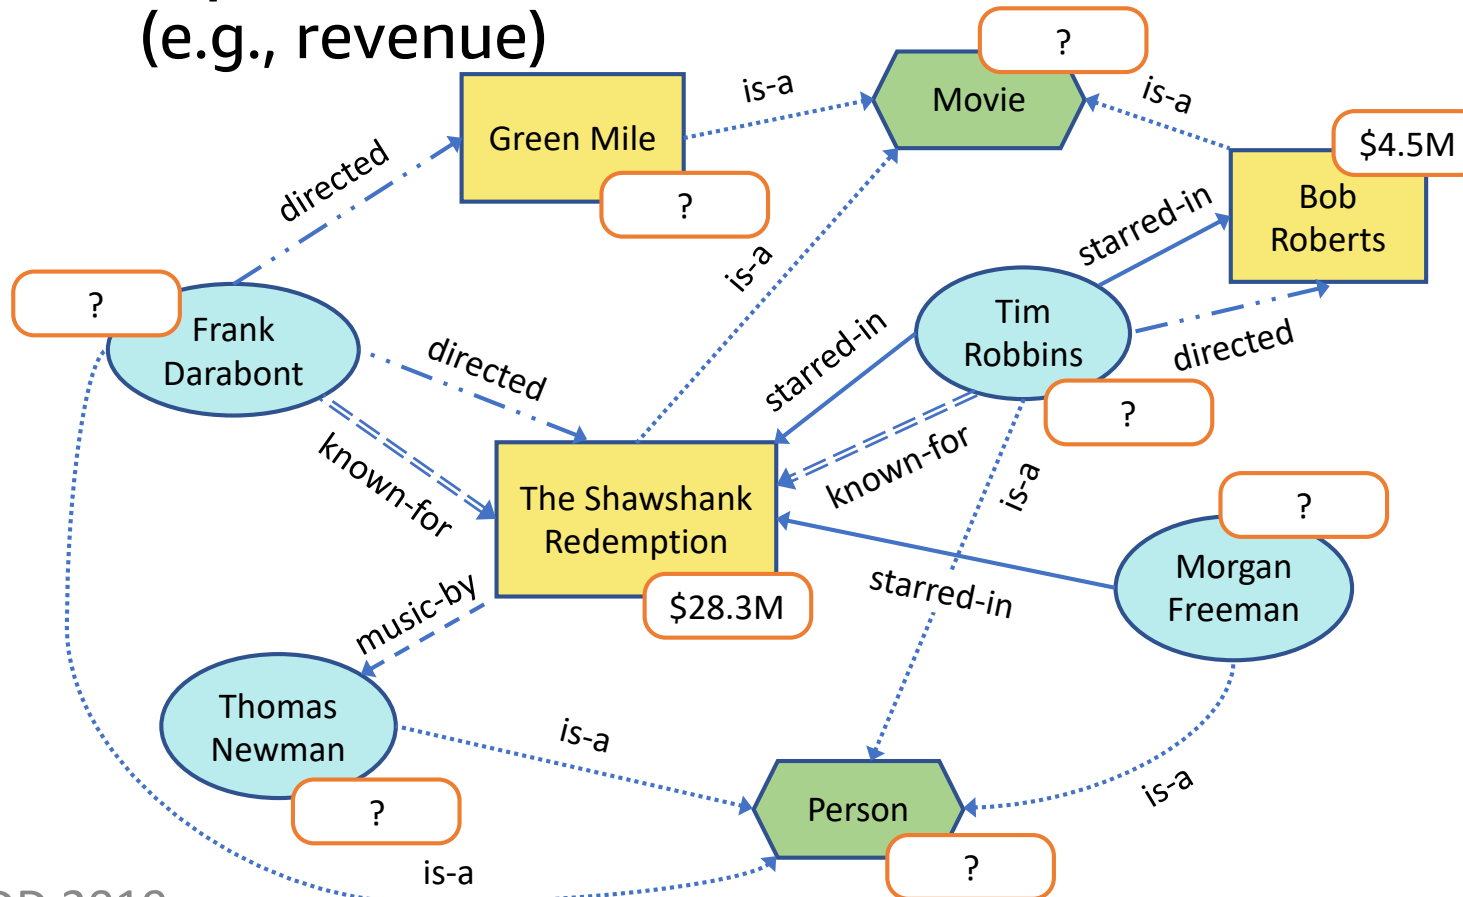 (e.g., revenue)
?
Movie
is-a
is-a
Green Mile
$4.5M
Bob
Roberts
directed
?
starred-in
is-a
?
Frank
Darabont
Tim
Robbins
directed
starred-in
directed
?
known-for
known-for
is-a
The Shawshank
Redemption
?
Morgan
Freeman
starred-in
$28.3M
music-by
Thomas
Newman
is-a
is-a
Person
?
?
is-a
2019